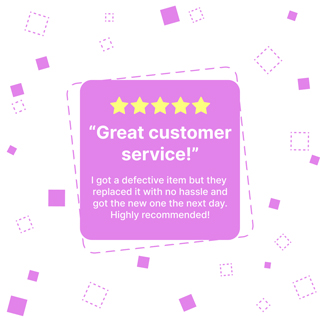 “Great customer
service!”
I got a defective item but they
replaced it with no hassle and
got the new one the next day.
Highly recommended!